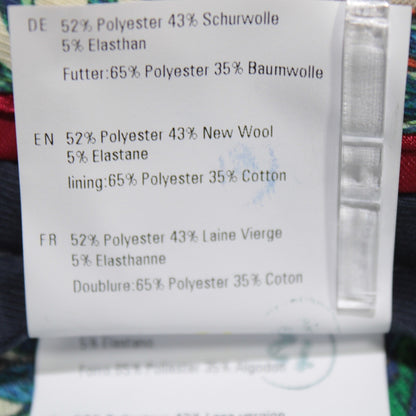 DE 52% Polyester 43% Schurwolle
5% Elasthan
Futter:65% Polyester 35% Baumwolle
EN 52% Polyester 43% New Wool
5% Elastane
lining:65% Polyester 35% Cotton
FR 52% Polyester 43% Laine Vierge
5% Elasthanne
Doublure:65% Polyester 35% Coton
5% Elastano
35% Algodon